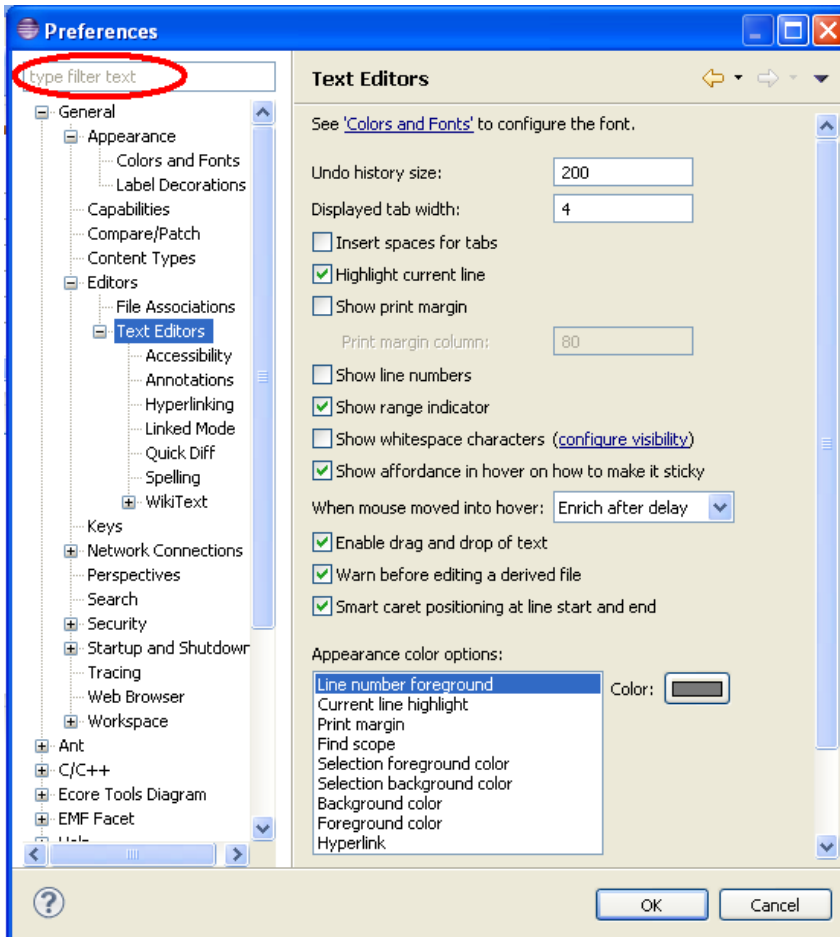 Preferences
type filter text
General
Appearance
Colors and Fonts
Label Decorations
Capabilities
Compare/Patch
Content Types
Editors
File Associations
Text Editors
Accessibility
Annotations
Hyperlinking
Linked Mode
Quick Diff
Spelling
WikiText
Keys
Network Connections
Perspectives
Search
Security
Startup and Shutdown
Tracing
Web Browser
Workspace
Ant
C/C++
Ecore Tools Diagram
EMF Facet
Help
Text Editors
See 'Colors and Fonts' to configure the font.
Undo history size: 200
Displayed tab width: 4
Insert spaces for tabs
Highlight current line
Show print margin
Print margin column: 80
Show line numbers
Show range indicator
Show whitespace characters (configure visibility)
Show affordance in hover on how to make it sticky
When mouse moved into hover: Enrich after delay
Enable drag and drop of text
Warn before editing a derived file
Smart caret positioning at line start and end
Appearance color options:
Line number foreground
Color:
Current line highlight
Print margin
Find scope
Selection foreground color
Selection background color
Background color
Foreground color
Hyperlink
?
OK
Cancel